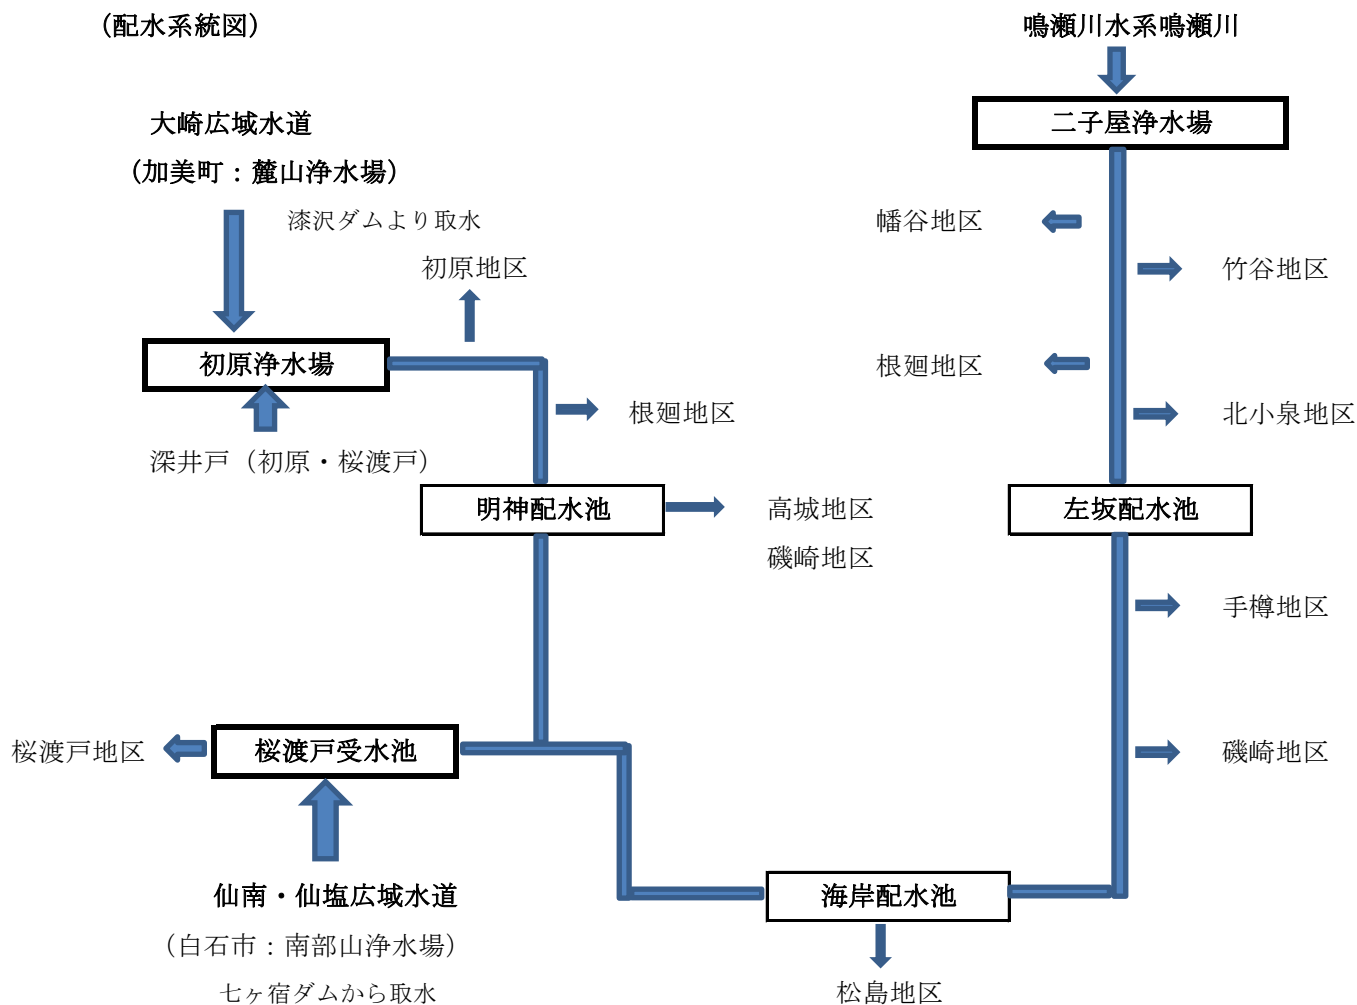 （配水系統図）
鳴瀬川水系鳴瀬川
大崎広域水道
二子屋浄水場
（加美町：麓山浄水場）
漆沢ダムより取水
幡谷地区
初原地区
竹谷地区
初原浄水場
根廻地区
根廻地区
北小泉地区
深井戸（初原・桜渡戸）
明神配水池
高城地区
左坂配水池
磯崎地区
手樽地区
桜渡戸地区
桜渡戸受水池
磯崎地区
仙南・仙塩広域水道
海岸配水池
（白石市：南部山浄水場）
七ヶ宿ダムから取水
松島地区